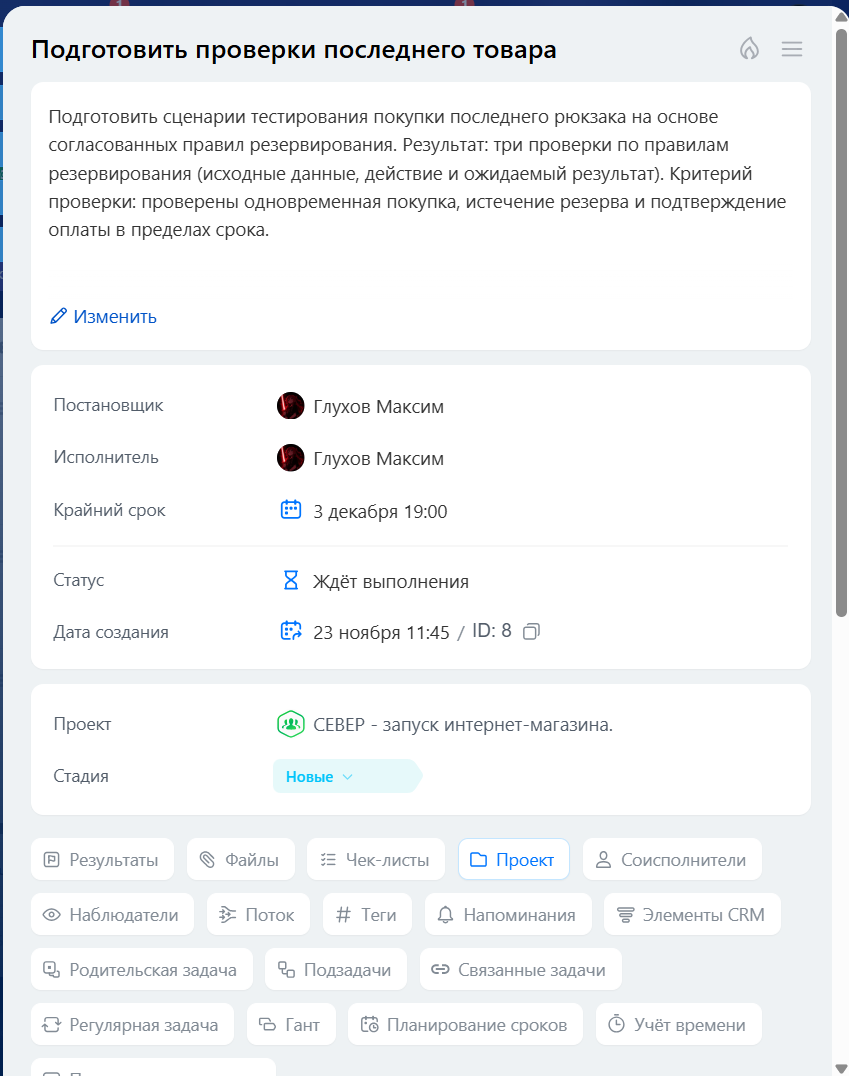 Подготовить проверки последнего товара
Подготовить сценарии тестирования покупки последнего рюкзака на основе
согласованных правил резервирования. Результат: три проверки по правилам
резервирования (исходные данные, действие и ожидаемый результат). Критерий
проверки: проверены одновременная покупка, истечение резерва и подтверждение
оплаты в пределах срока.
Изменить
Постановщик Глухов Максим
Исполнитель Глухов Максим
Крайний срок 3 декабря 19:00
Статус Ждёт выполнения
Дата создания 23 ноября 11:45 / ID: 8
Проект СЕВЕР - запуск интернет-магазина.
Стадия Новые
Результаты Файлы Чек-листы Проект Соисполнители
Наблюдатели Поток Теги Напоминания Элементы CRM
Родительская задача Подзадачи Связанные задачи
Регулярная задача Гант Планирование сроков Учёт времени